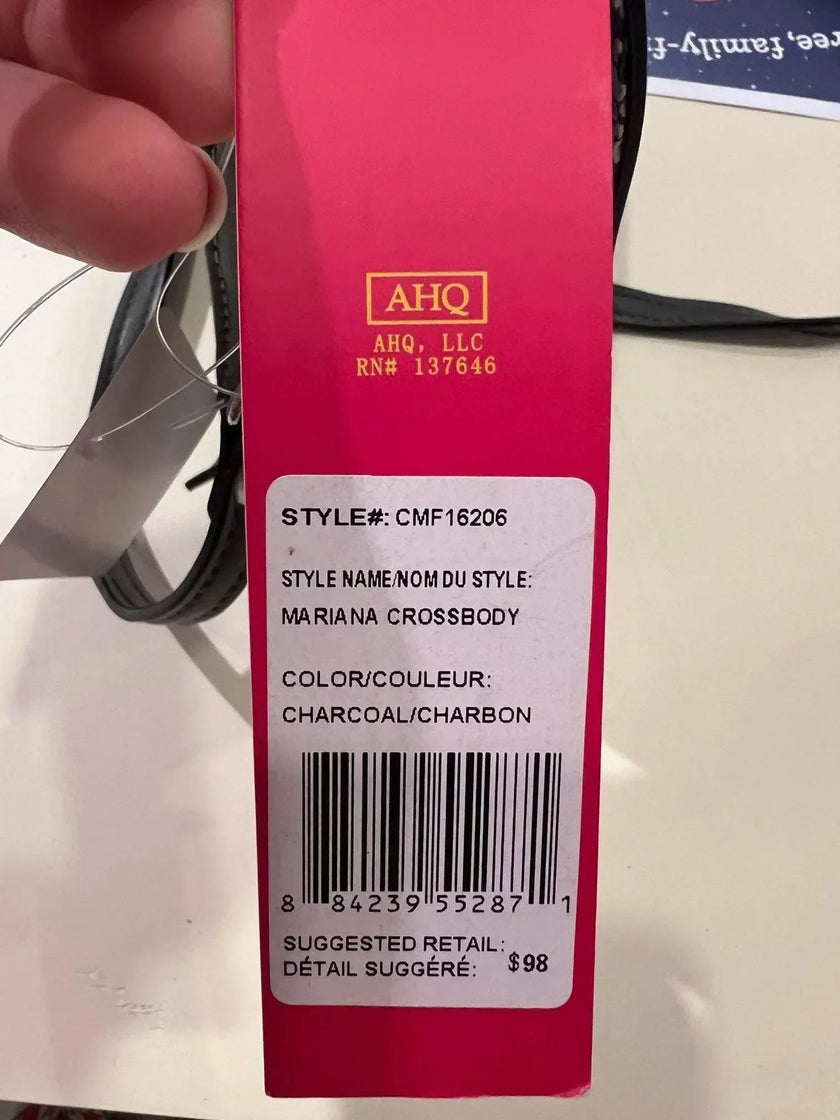 ree, family-f
AHQ
AHQ, LLC
RN# 137646
STYLE#: CMF16206
STYLE NAME/NOM DU STYLE:
MARIANA CROSSBODY
COLOR/COULEUR:
CHARCOAL/CHARBON
8 84239 55287 1
SUGGESTED RETAIL:
DÉTAIL SUGGÉRÉ: $98